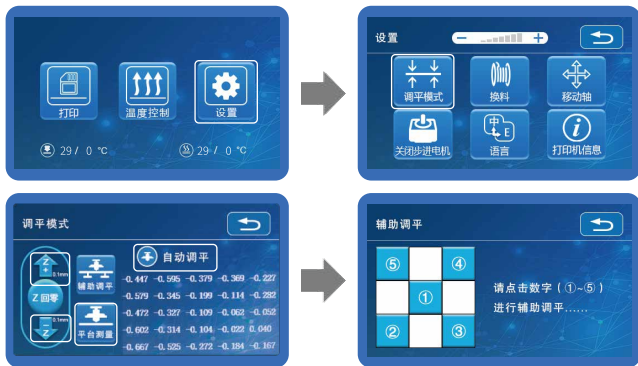 打印
温度控制
设置
29 / 0 ℃
29 / 0 ℃
设置
调平模式
换料
移动轴
关闭步进电机
中
E
语言
i
打印机信息
调平模式
Z
+
0.1mm
Z 回零
0.1mm
Z
辅助调平
平台测量
自动调平
-0.447 -0.595 -0.379 -0.369 -0.227
-0.579 -0.345 -0.199 -0.114 -0.282
-0.472 -0.327 -0.109 -0.062 -0.052
-0.602 -0.314 -0.104 -0.022 0.040
-0.667 -0.525 -0.272 -0.184 -0.167
辅助调平
⑤ ④
①
② ③
请点击数字(①~⑤)
进行辅助调平......